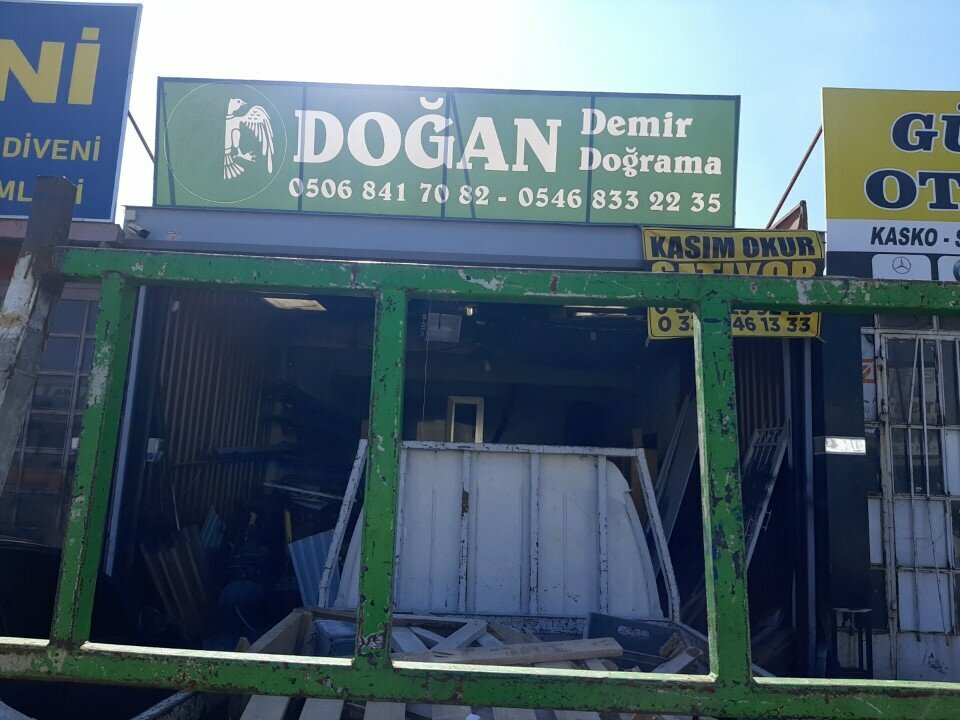 Nİ
DİVENİ
DOĞAN Demir
Doğrama
0506 841 70 82 - 0546 833 22 35
KASIM OKUR
SATIYOR
46 13 33
KASKO -